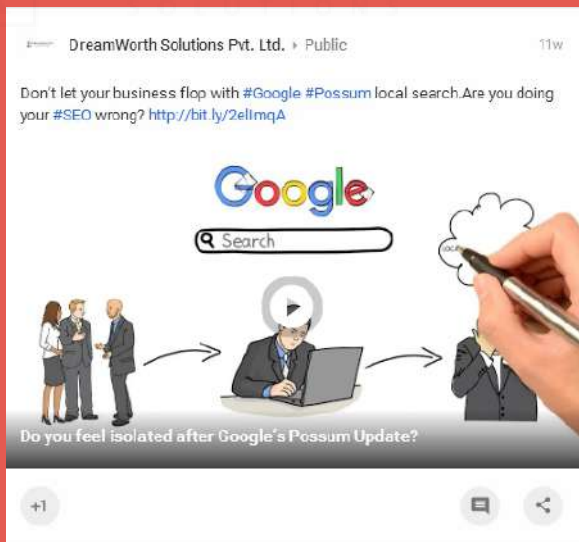 DreamWorth Solutions Pvt. Ltd. ▸ Public
11w
Don't let your business flop with #Google #Possum local search.Are you doing
your #SEO wrong? http://bit.ly/2elImqA
Google
Search
Do you feel isolated after Google's Possum Update?
+1